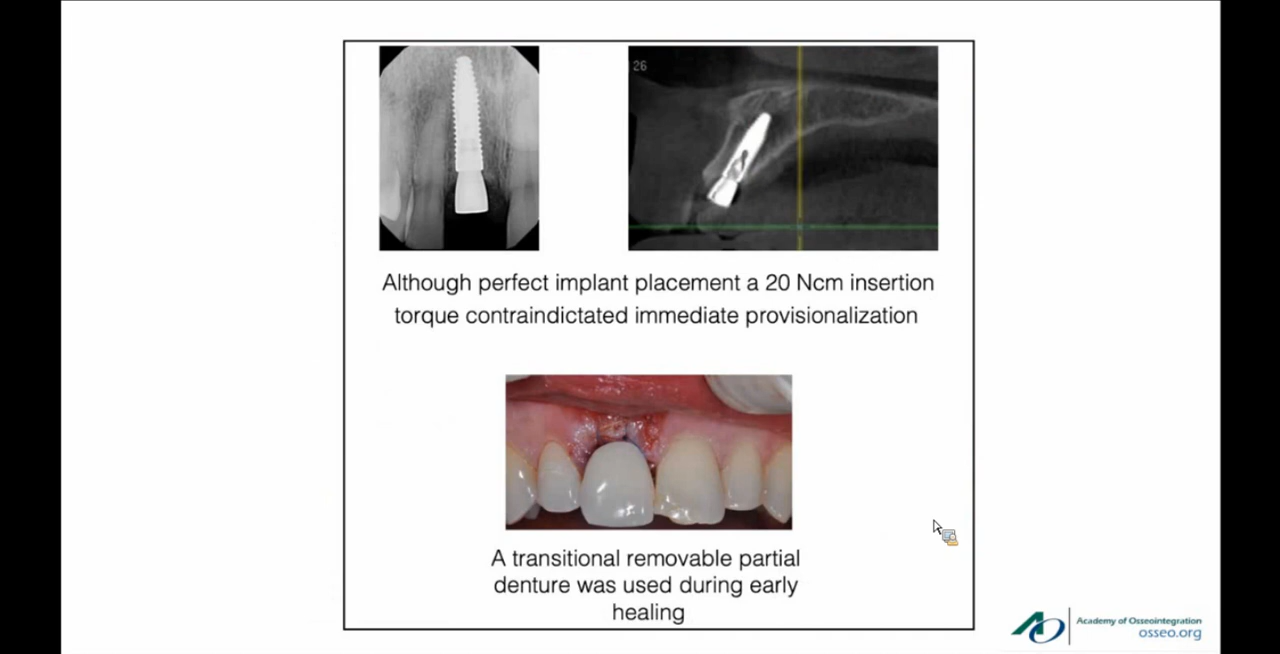 26
Although perfect implant placement a 20 Ncm insertion
torque contraindictated immediate provisionalization
A transitional removable partial
denture was used during early
healing
Academy of Osseointegration
osseo.org